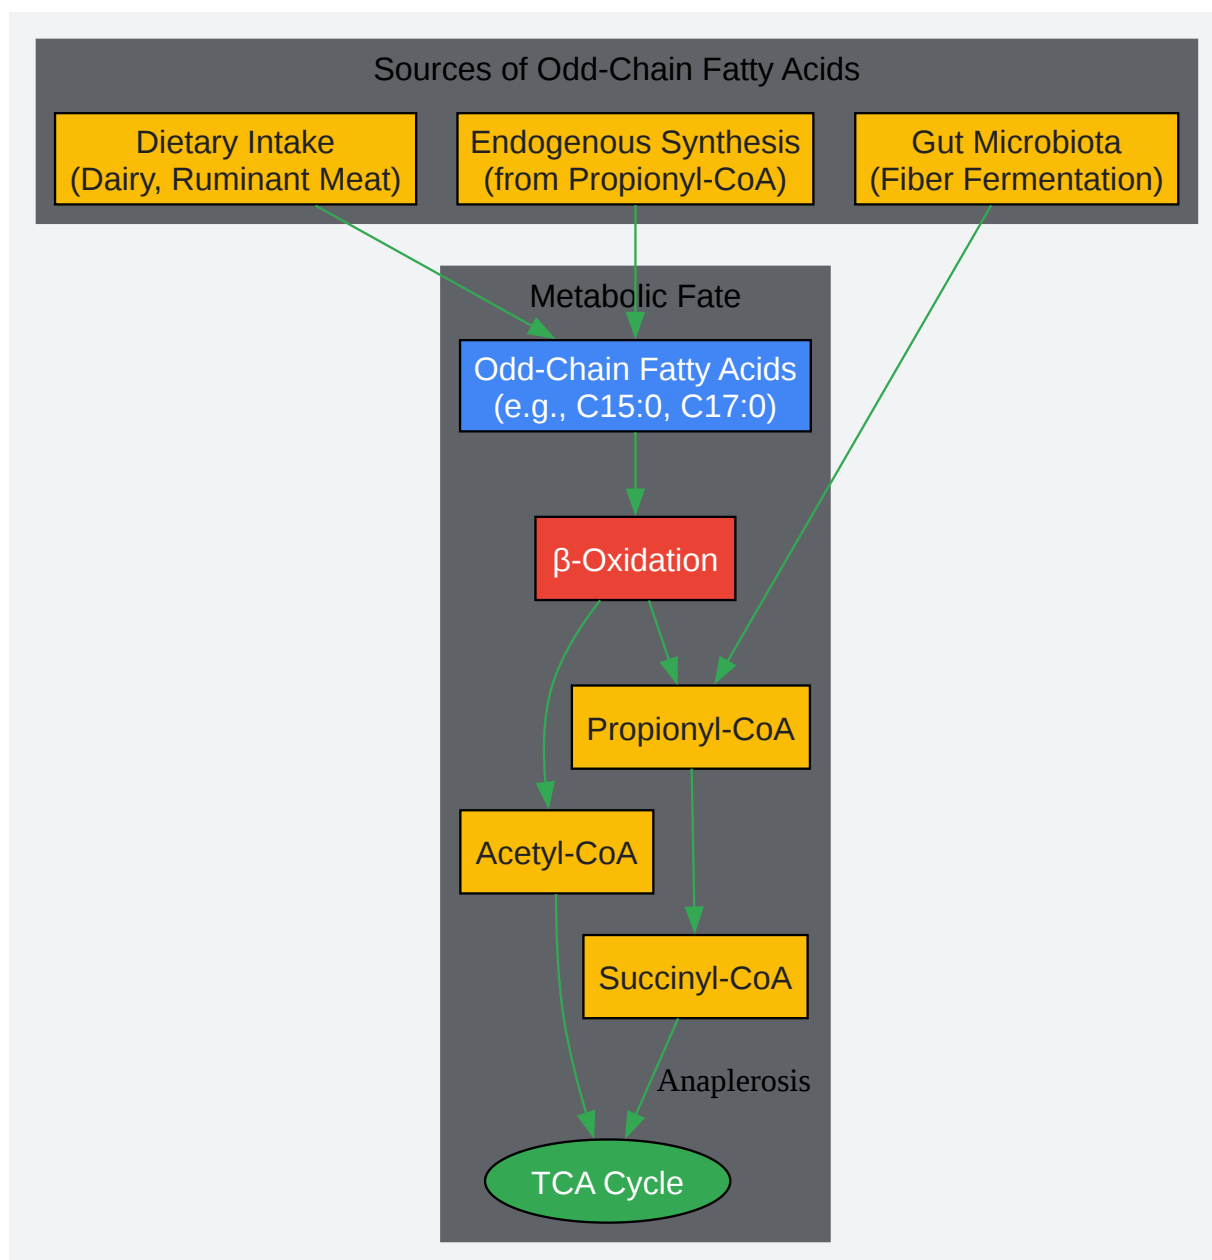 Sources of Odd-Chain Fatty Acids
Dietary Intake
(Dairy, Ruminant Meat)
Endogenous Synthesis
(from Propionyl-CoA)
Gut Microbiota
(Fiber Fermentation)
Metabolic Fate
Odd-Chain Fatty Acids
(e.g., C15:0, C17:0)
β-Oxidation
Propionyl-CoA
Acetyl-CoA
Succinyl-CoA
Anaplerosis
TCA Cycle